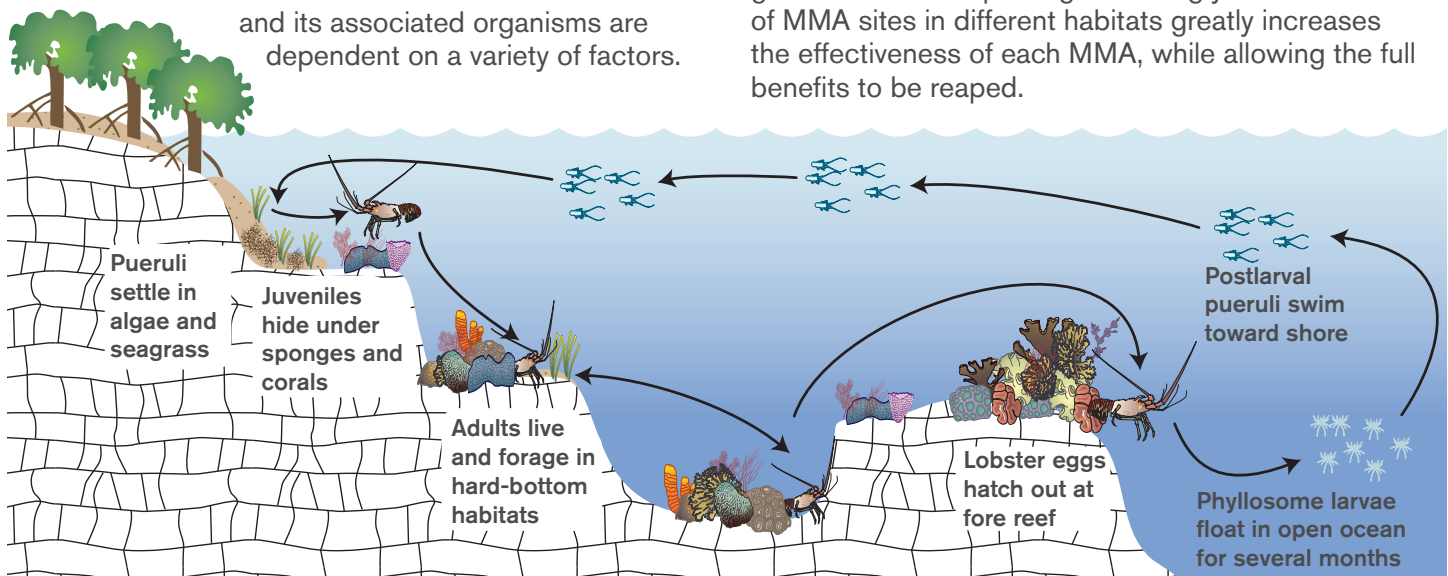 and its associated organisms are
dependent on a variety of factors.
of MMA sites in different habitats greatly increases
the effectiveness of each MMA, while allowing the full
benefits to be reaped.
Pueruli
settle in
algae and
seagrass
Juveniles
hide under
sponges and
corals
Adults live
and forage in
hard-bottom
habitats
Lobster eggs
hatch out at
fore reef
Postlarval
pueruli swim
toward shore
Phyllosome larvae
float in open ocean
for several months